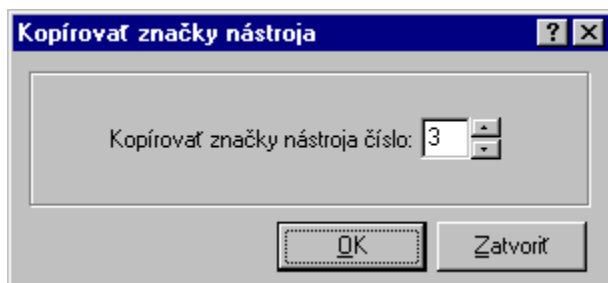 Kopírovať značky nástroja
Kopírovať značky nástroja číslo: 3
OK Zatvoriť